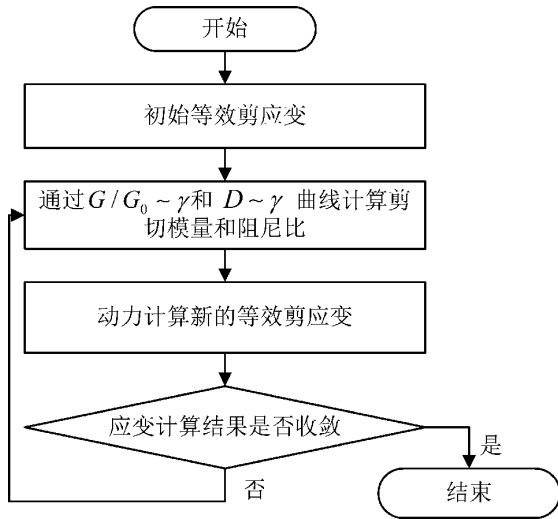 开始
初始等效剪应变
通过 G / G₀ ~ γ 和 D ~ γ 曲线计算剪
切模量和阻尼比
动力计算新的等效剪应变
应变计算结果是否收敛
是
否
结束